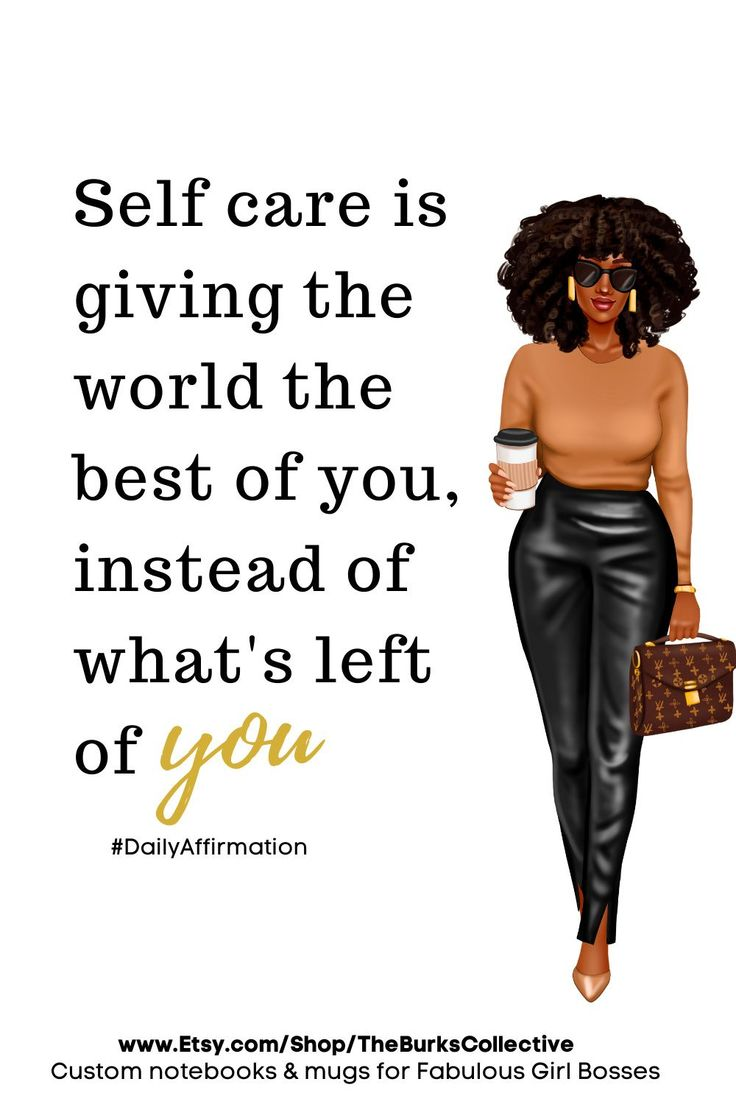 Self care is
giving the
world the
best of you,
instead of
what's left
of you
#DailyAffirmation
www.Etsy.com/Shop/TheBurksCollective
Custom notebooks & mugs for Fabulous Girl Bosses